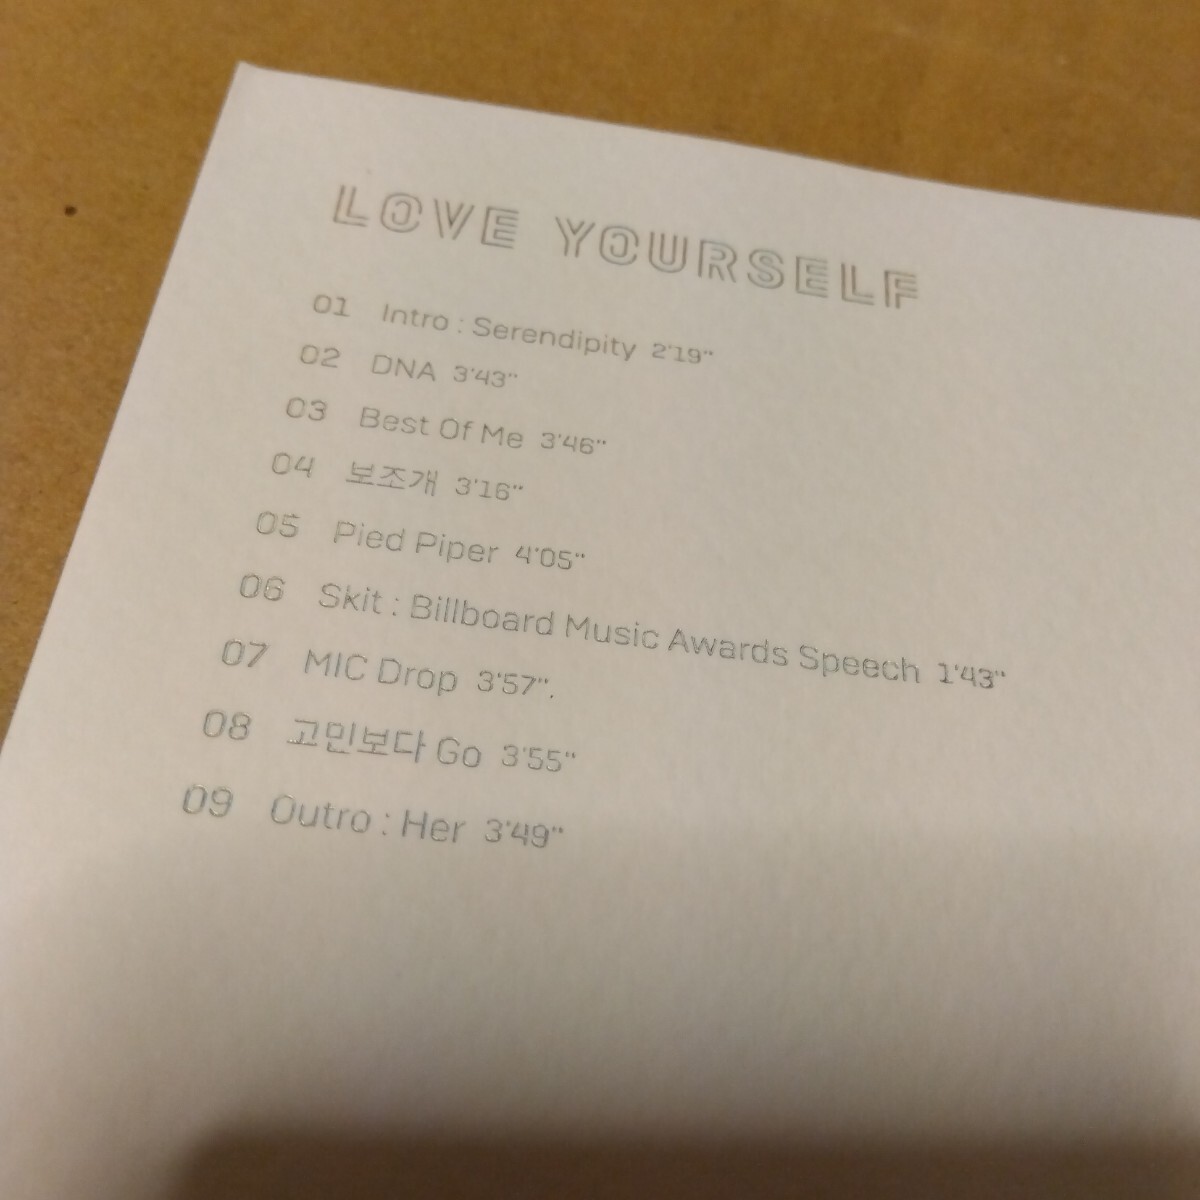 LOVE YOURSELF
01 Intro : Serendipity 2'19"
02 DNA 3'43"
03 Best Of Me 3'46"
04 보조개 3'16"
05 Pied Piper 4'05"
06 Skit : Billboard Music Awards Speech 1'43"
07 MIC Drop 3'57".
08 고민보다 Go 3'55"
09 Outro : Her 3'49"